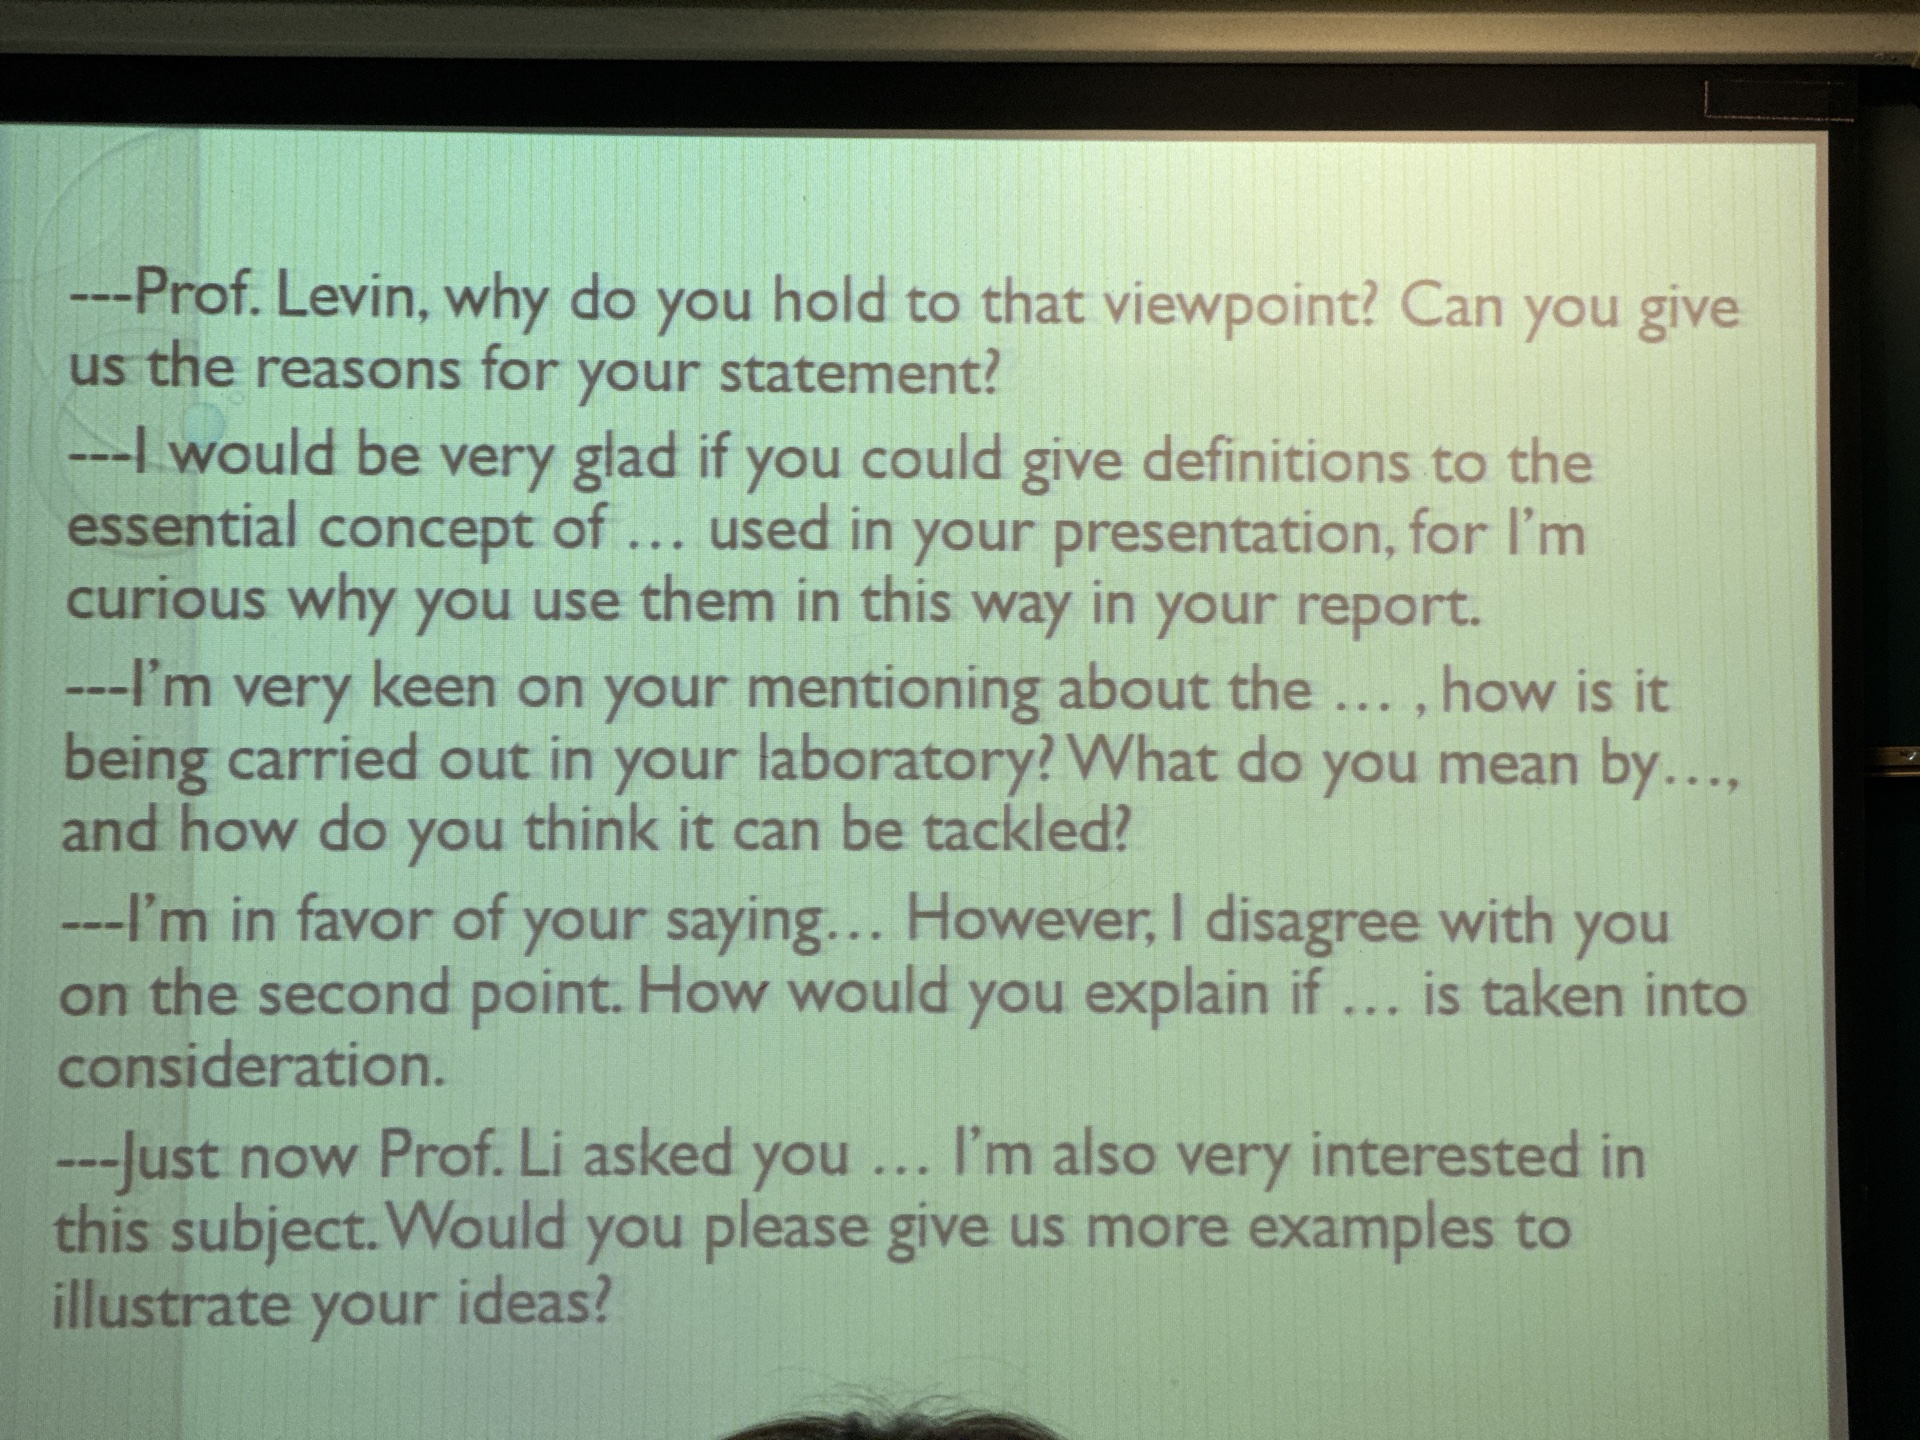 ---Prof. Levin, why do you hold to that viewpoint? Can you give
us the reasons for your statement?
---I would be very glad if you could give definitions to the
essential concept of … used in your presentation, for I’m
curious why you use them in this way in your report.
---I’m very keen on your mentioning about the … , how is it
being carried out in your laboratory? What do you mean by…,
and how do you think it can be tackled?
---I’m in favor of your saying… However, I disagree with you
on the second point. How would you explain if … is taken into
consideration.
---Just now Prof. Li asked you … I’m also very interested in
this subject. Would you please give us more examples to
illustrate your ideas?